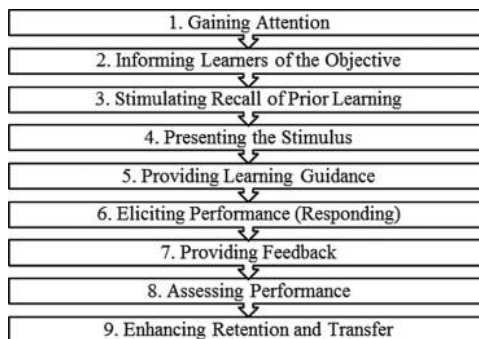 1. Gaining Attention
2. Informing Learners of the Objective
3. Stimulating Recall of Prior Learning
4. Presenting the Stimulus
5. Providing Learning Guidance
6. Eliciting Performance (Responding)
7. Providing Feedback
8. Assessing Performance
9. Enhancing Retention and Transfer